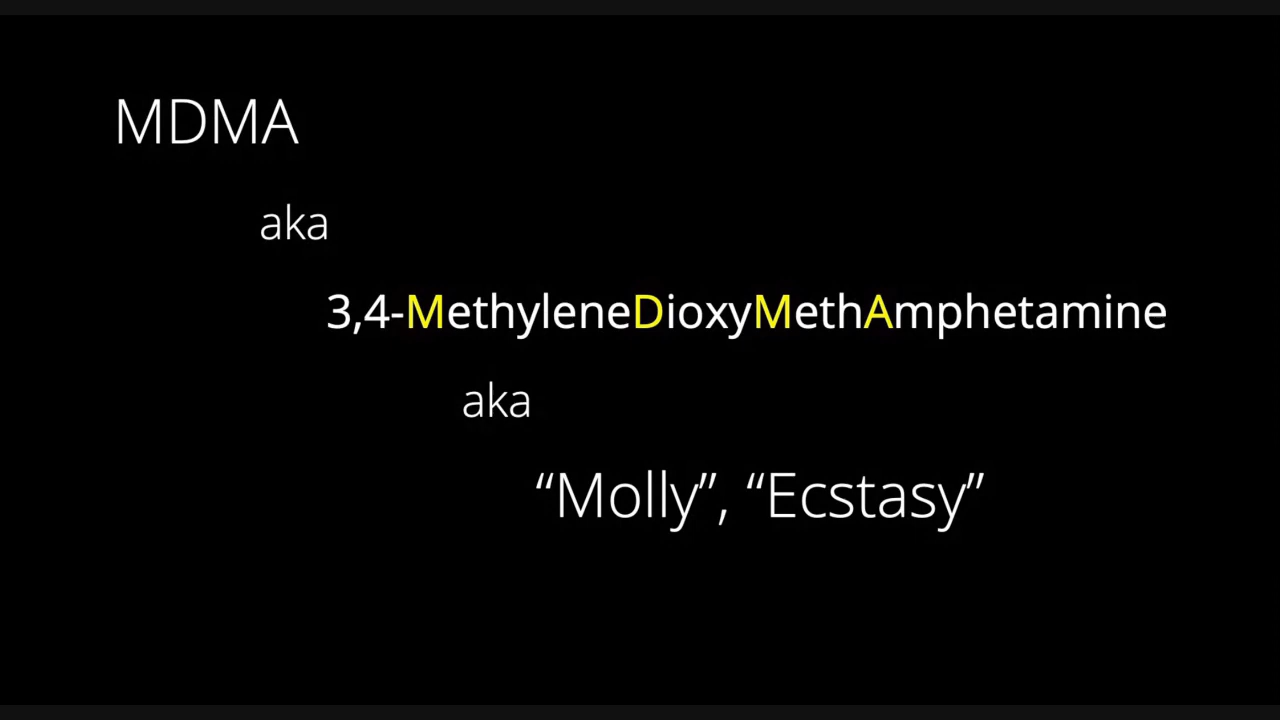 MDMA
aka
3,4-MethyleneDioxyMethAmphetamine
aka
“Molly”, “Ecstasy”